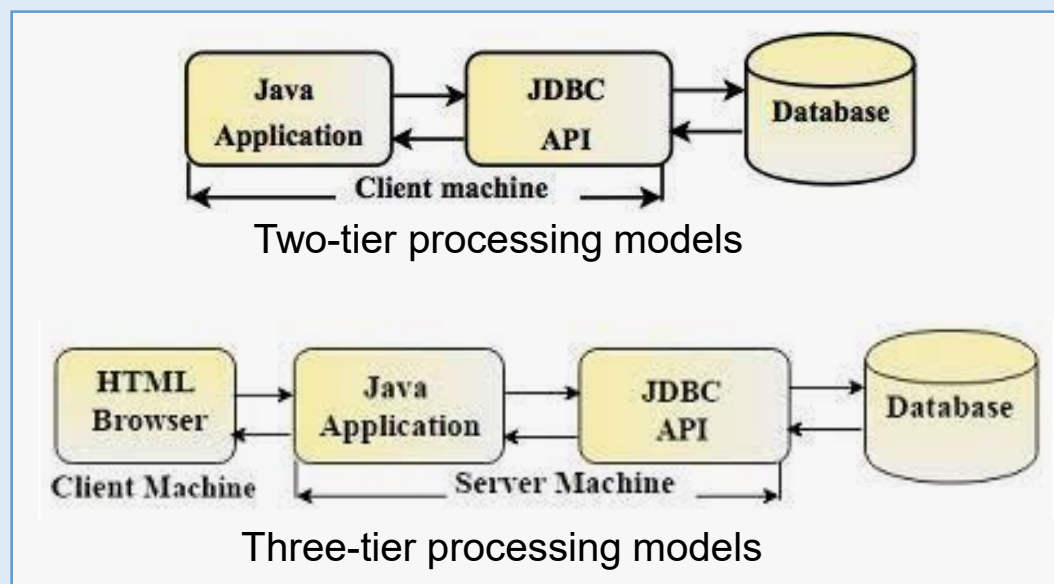 Java
Application
JDBC
API
Database
Client machine
Two-tier processing models
HTML
Browser
Java
Application
JDBC
API
Database
Client Machine
Server Machine
Three-tier processing models